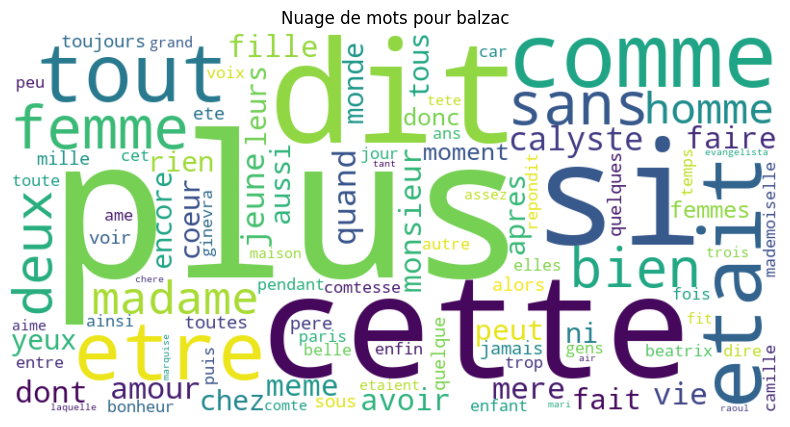 Nuage de mots pour balzac
toujours
grand
fille
tous
car
comme
peu
tout
voix
leurs
monde
dit
tete
donc
ans
sans
homme
femme
mille
cet
rien
jeune
aussi
quand
jour
tant
monsieur
moment
calyste
faire
evangelista
toute
deux
plus
si
ame
voir
encore
coeur
ginevra
maison
autre
assez
apres
repondit
quelques
temps
femmes
etait
mademoiselle
ete
elles
bien
trois
chere
madame
pendant
comtesse
cette
alors
fois
aime
ainsi
toutes
pere
paris
belle
enfin
quelque
peut
jamais
trop
ni
gens
air
fit
beatrix
dire
camille
yeux
entre
etre
marquise
puis
dont
laquelle
amour
bonheur
chez
comte
meme
sous
etaient
avoir
enfant
mere
mari
fait
vie
raoul